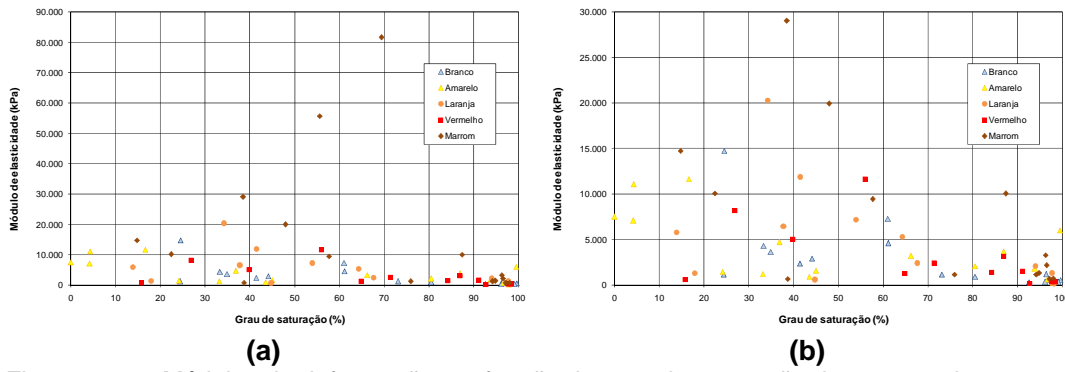 90.000
80.000
70.000
60.000
50.000
40.000
30.000
20.000
10.000
0
Módulo de elasticidade (kPa)
0 10 20 30 40 50 60 70 80 90 100
Grau de saturação (%)
Branco
Amarelo
Laranja
Vermelho
Marrom
(a)
30.000
25.000
20.000
15.000
10.000
5.000
0
Módulo de elasticidade (kPa)
0 10 20 30 40 50 60 70 80 90 100
Grau de saturação (%)
Branco
Amarelo
Laranja
Vermelho
Marrom
(b)